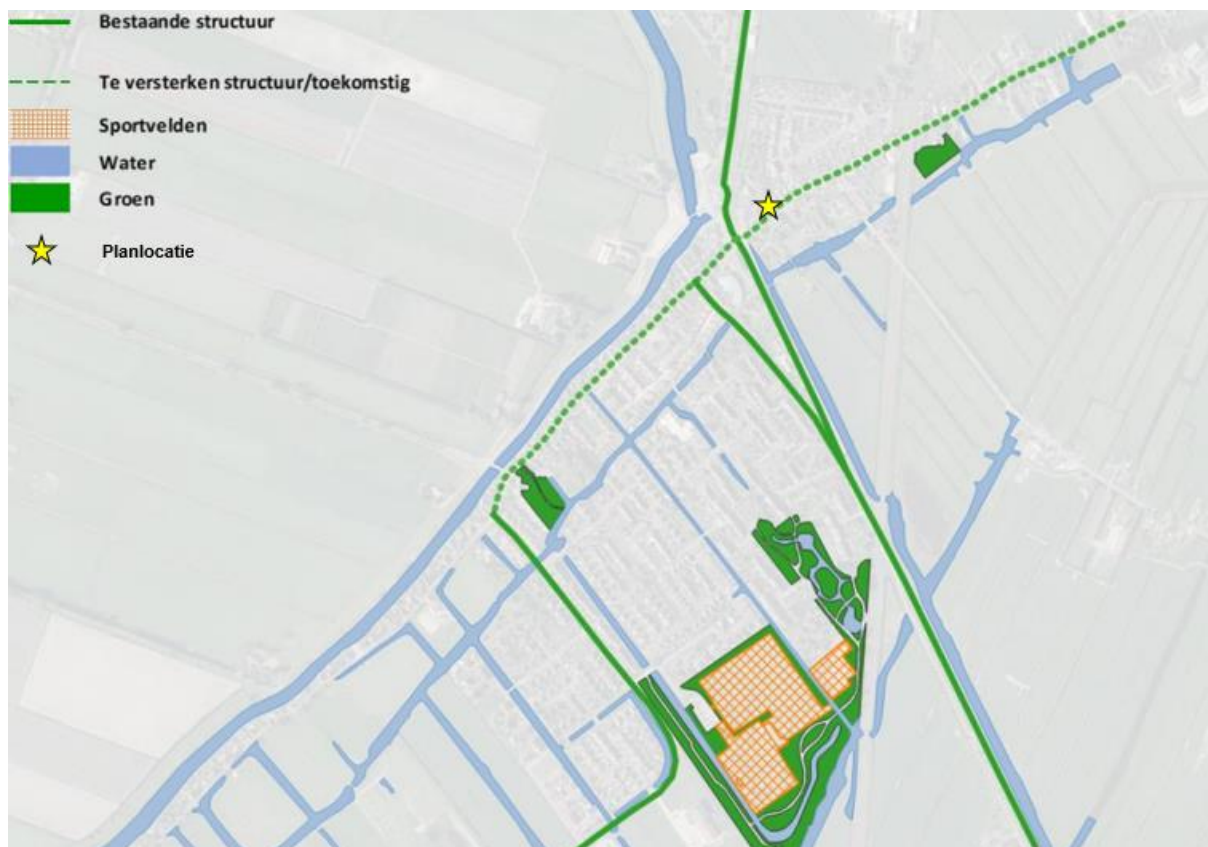 Bestaande structuur
Te versterken structuur/toekomstig
Sportvelden
Water
Groen
Planlocatie